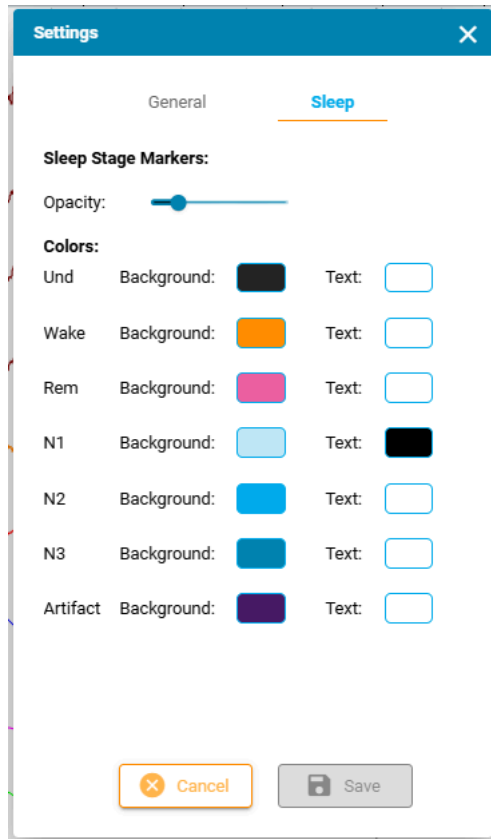 Settings
General Sleep
Sleep Stage Markers:
Opacity:
Colors:
Und Background: Text:
Wake Background: Text:
Rem Background: Text:
N1 Background: Text:
N2 Background: Text:
N3 Background: Text:
Artifact Background: Text:
Cancel Save